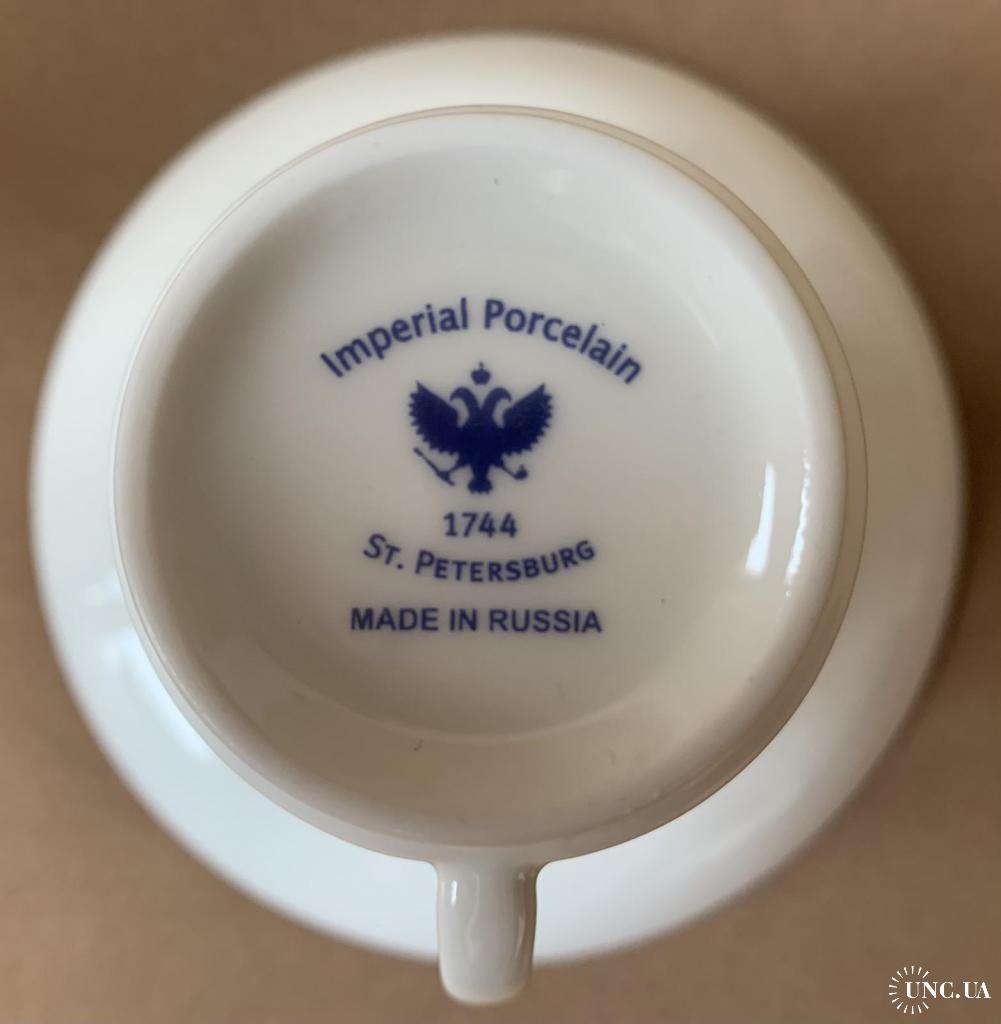 Imperial Porcelain
1744
ST. PETERSBURG
MADE IN RUSSIA
UNC.UA